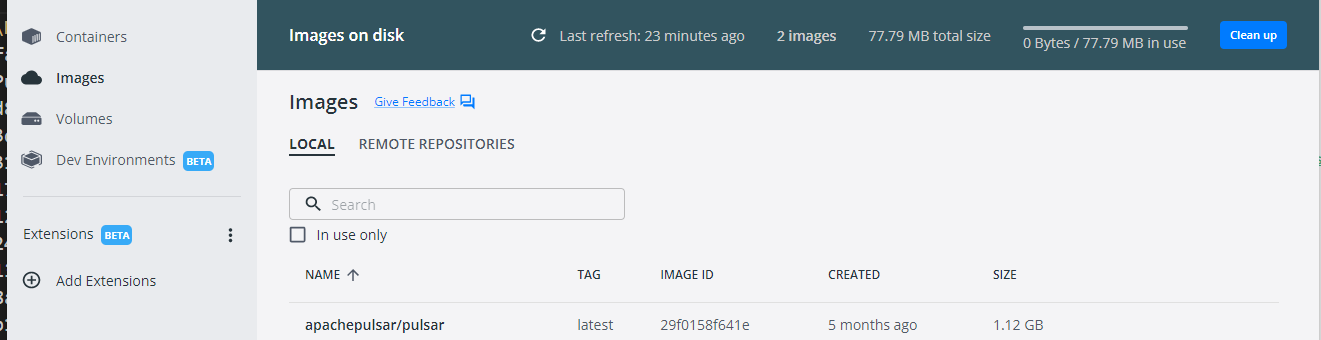 Containers
Images
Volumes
Dev Environments BETA
Extensions BETA
Add Extensions
Images on disk
Last refresh: 23 minutes ago
2 images
77.79 MB total size
0 Bytes / 77.79 MB in use
Clean up
Images Give Feedback
LOCAL REMOTE REPOSITORIES
Search
In use only
NAME TAG IMAGE ID CREATED SIZE
apachepulsar/pulsar latest 29f0158f641e 5 months ago 1.12 GB